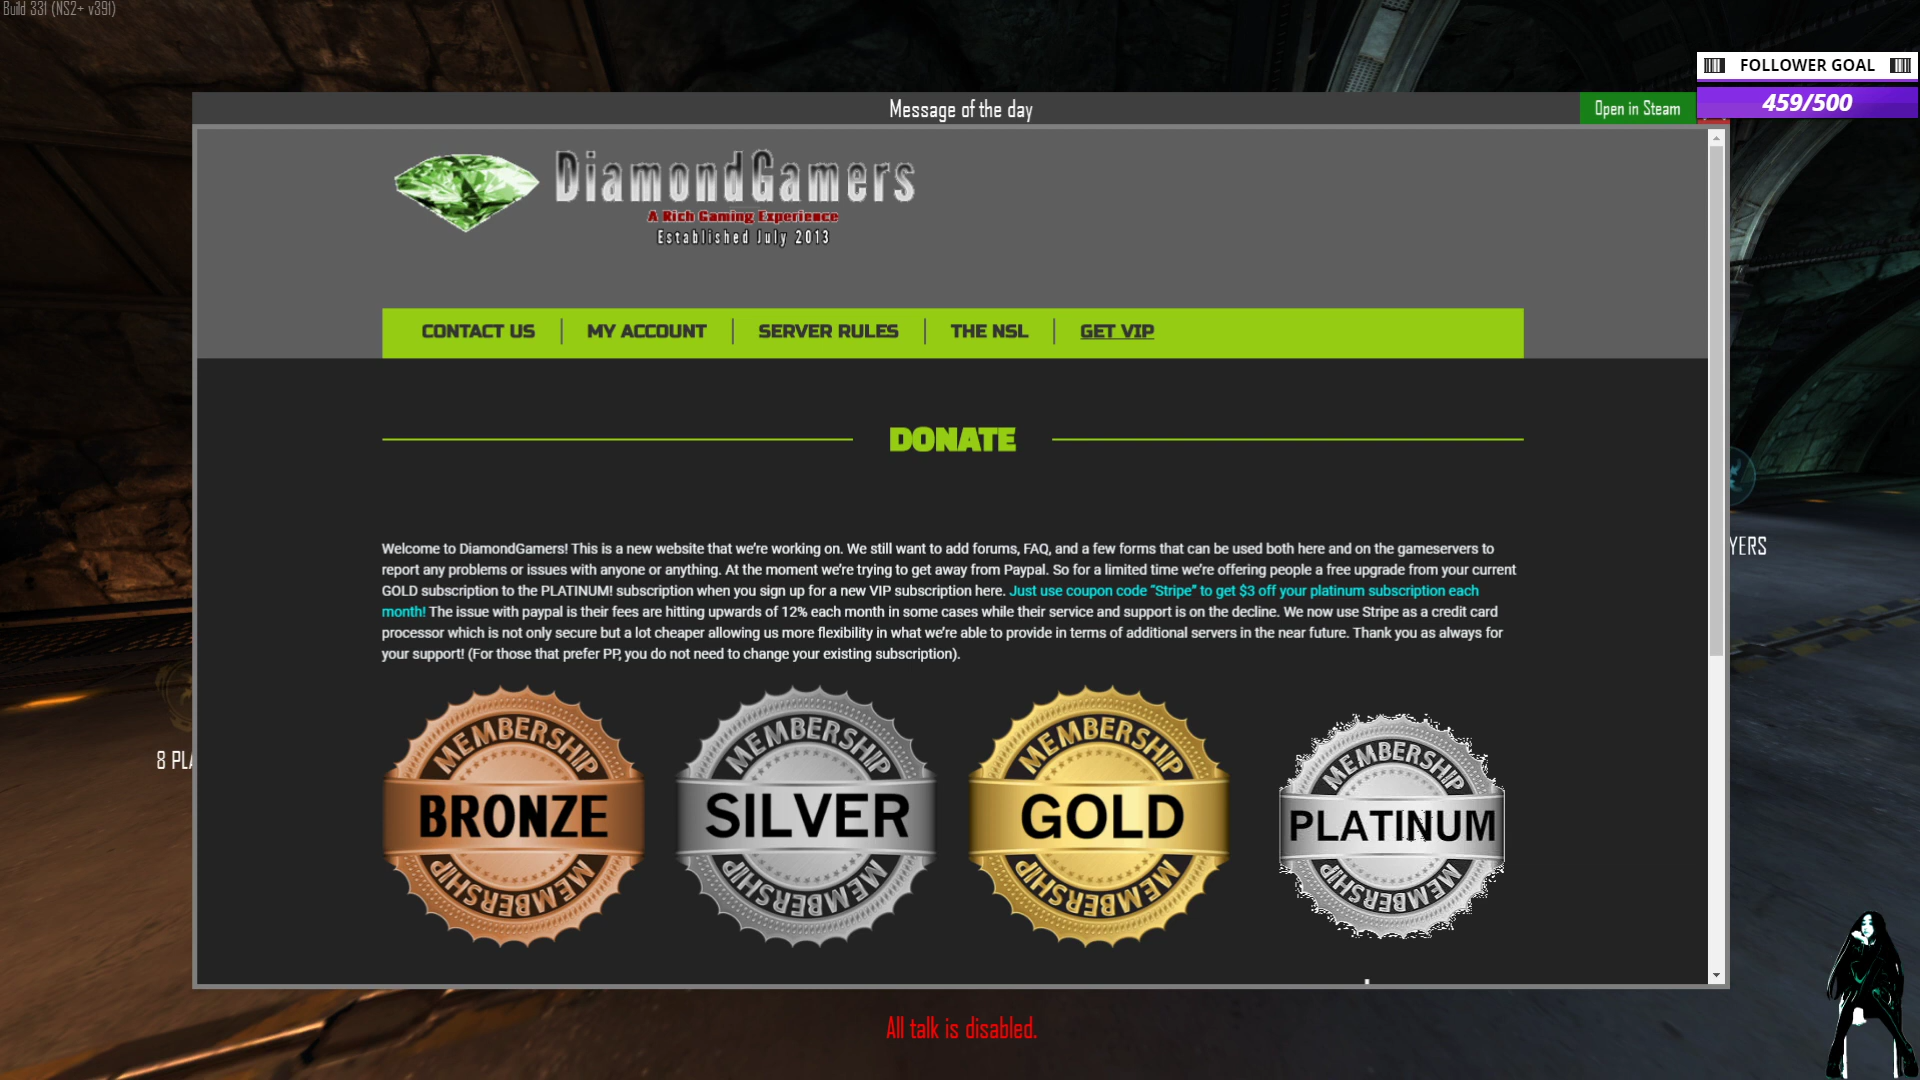 Build 331 (NS2+ v391)
FOLLOWER GOAL
459/500
Message of the day
Open in Steam
DiamondGamers
A Rich Gaming Experience
Established July 2013
CONTACT US
MY ACCOUNT
SERVER RULES
THE NSL
GET VIP
DONATE
Welcome to DiamondGamers! This is a new website that we're working on. We still want to add forums, FAQ, and a few forms that can be used both here and on the gameservers to
report any problems or issues with anyone or anything. At the moment we're trying to get away from Paypal. So for a limited time we're offering people a free upgrade from your current
GOLD subscription to the PLATINUM! subscription when you sign up for a new VIP subscription here. Just use coupon code “Stripe” to get $3 off your platinum subscription each
month! The issue with paypal is their fees are hitting upwards of 12% each month in some cases while their service and support is on the decline. We now use Stripe as a credit card
processor which is not only secure but a lot cheaper allowing us more flexibility in what we're able to provide in terms of additional servers in the near future. Thank you as always for
your support! (For those that prefer PP, you do not need to change your existing subscription).
MEMBERSHIP
BRONZE
MEMBERSHIP
MEMBERSHIP
SILVER
MEMBERSHIP
MEMBERSHIP
GOLD
MEMBERSHIP
MEMBERSHIP
PLATINUM
MEMBERSHIP
8 PLA
YERS
All talk is disabled.